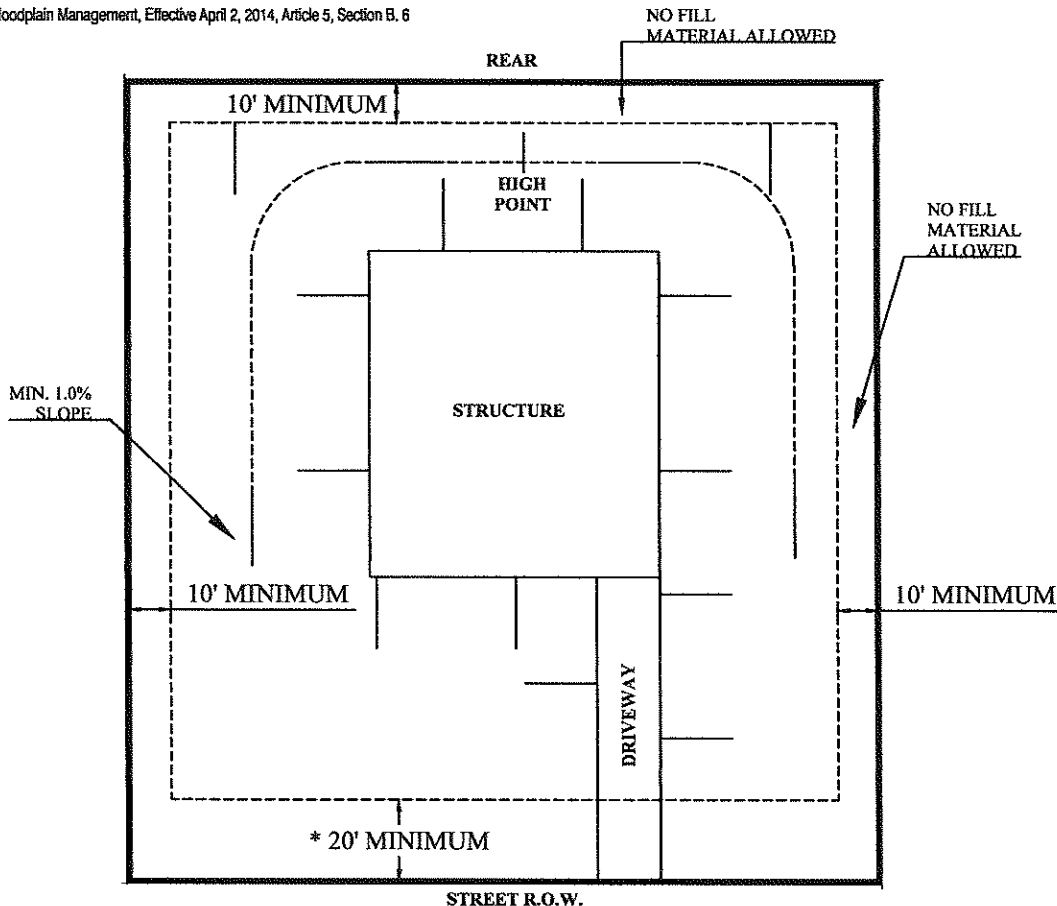 Floodplain Management, Effective April 2, 2014, Article 5, Section B. 6
NO FILL
MATERIAL ALLOWED
REAR
10' MINIMUM
HIGH
POINT
NO FILL
MATERIAL
ALLOWED
MIN. 1.0%
SLOPE
STRUCTURE
10' MINIMUM
10' MINIMUM
DRIVEWAY
* 20' MINIMUM
STREET R.O.W.